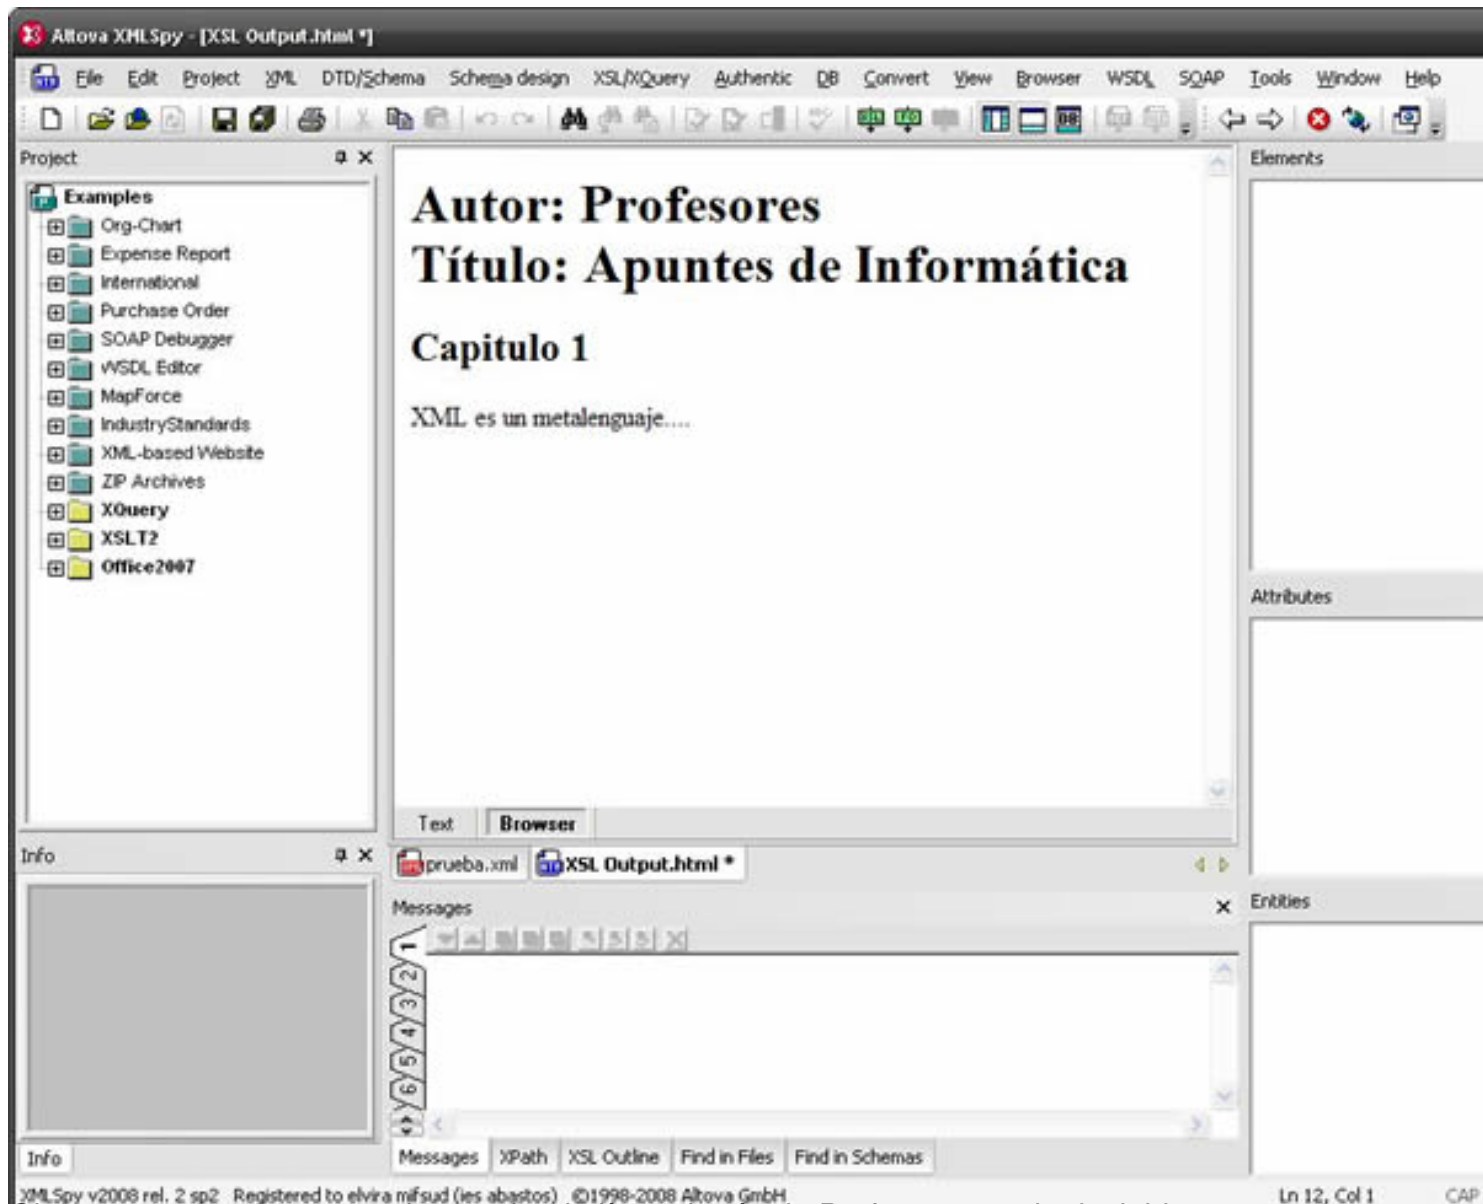 Altova XMLSpy - [XSL Output.html *]
File Edit Project XML DTD/Schema Schema design XSL/XQuery Authentic DB Convert View Browser WSDL SOAP Tools Window Help
Project
Examples
Org-Chart
Expense Report
International
Purchase Order
SOAP Debugger
WSDL Editor
MapForce
IndustryStandards
XML-based Website
ZIP Archives
XQuery
XSLT2
Office2007
Autor: Profesores
Título: Apuntes de Informática
Capitulo 1
XML es un metalenguaje....
Text Browser
prueba.xml XSL Output.html *
Elements
Attributes
Entities
Info
Info
Messages
1
2
3
4
5
6
Messages XPath XSL Outline Find in Files Find in Schemas
XMLSpy v2008 rel. 2 sp2 Registered to elvira mifsud (ies abastos) ©1998-2008 Altova GmbH Ln 12, Col 1 CAP